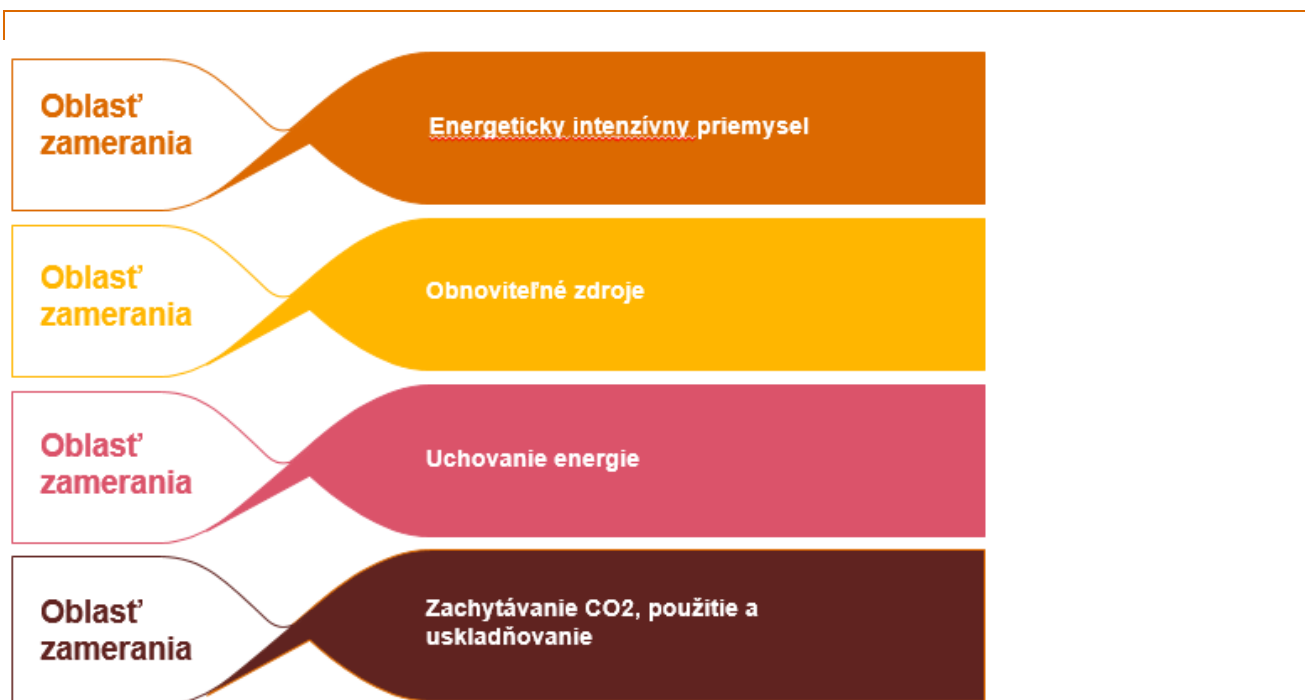 Oblasť
zamerania
Energeticky intenzívny priemysel
Oblasť
zamerania
Obnoviteľné zdroje
Oblasť
zamerania
Uchovanie energie
Oblasť
zamerania
Zachytávanie CO2, použitie a
uskladňovanie